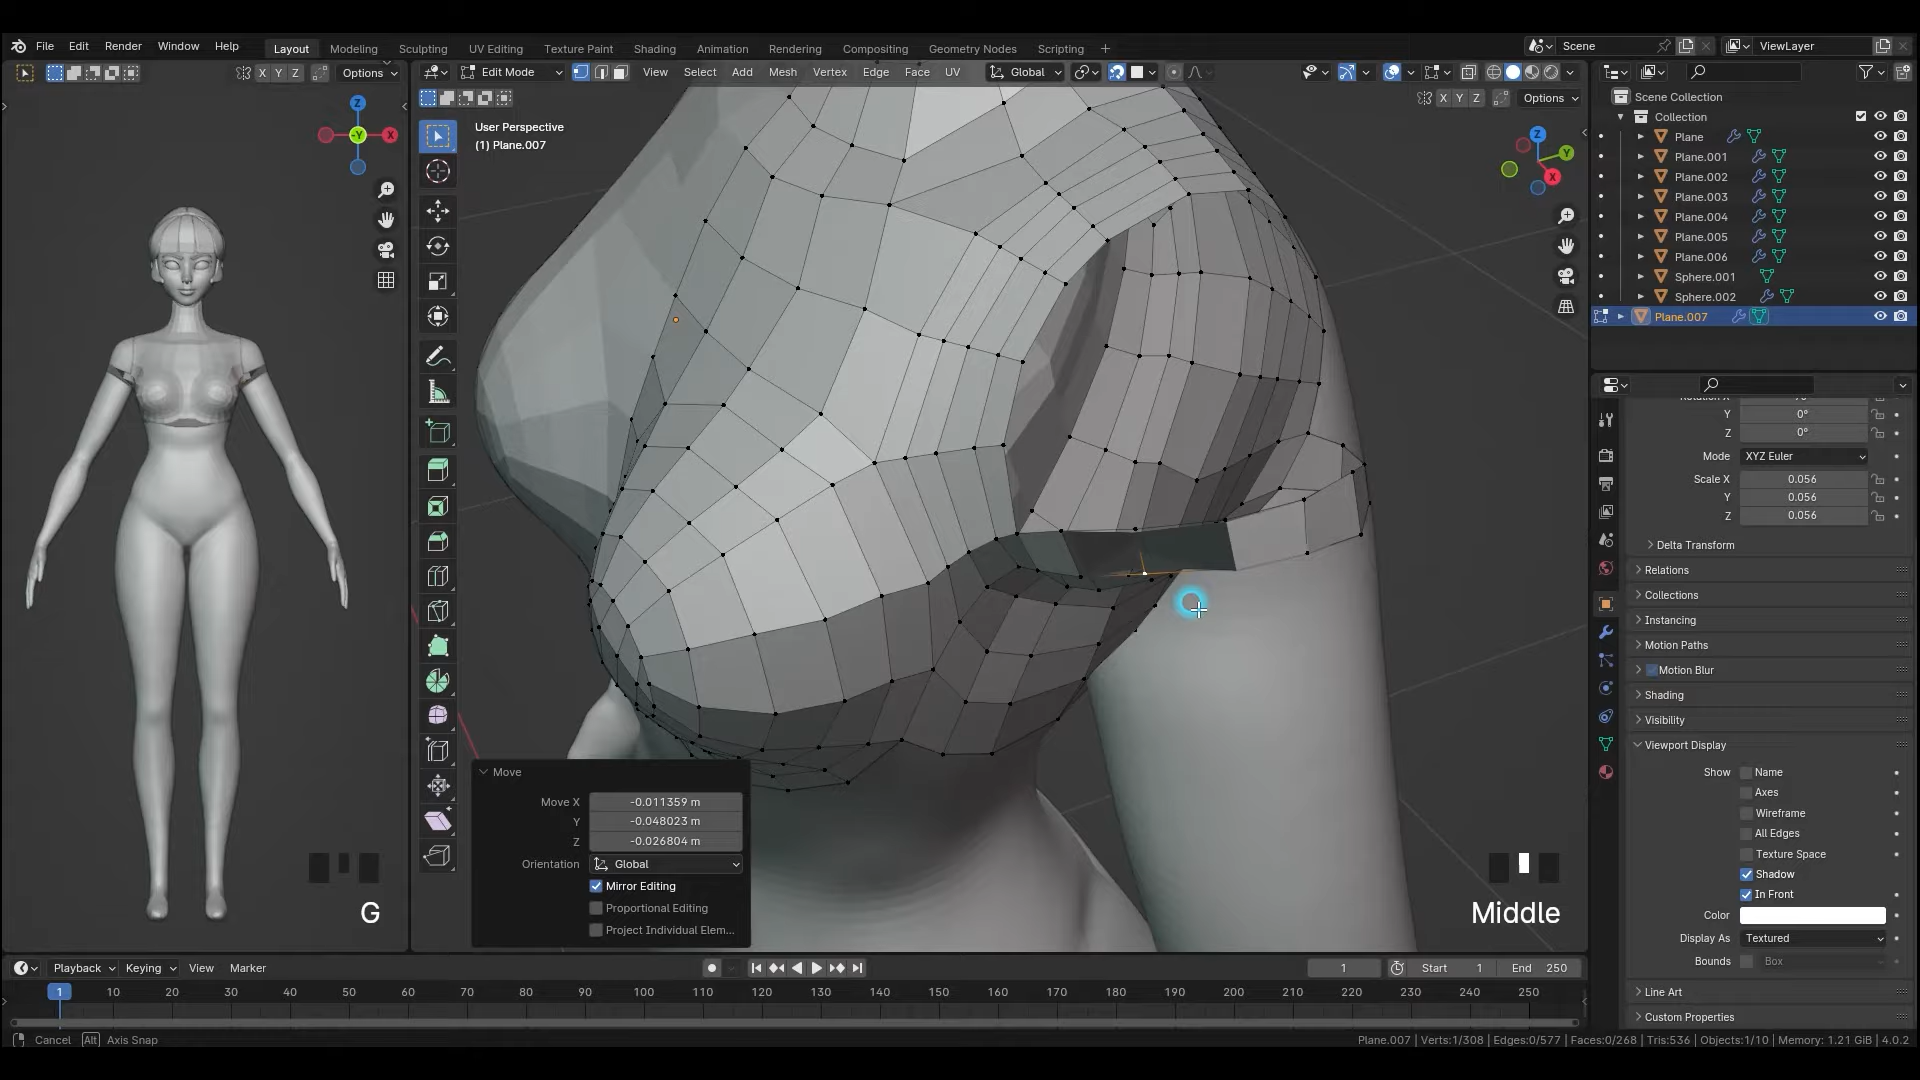 File Edit Render Window Help Layout Modeling Sculpting UV Editing Texture Paint Shading Animation Rendering Compositing Geometry Nodes Scripting + Scene ViewLayer
X Y Z Options Edit Mode View Select Add Mesh Vertex Edge Face UV Global
X Y Z Options
Scene Collection
Collection
Plane
Plane.001
Plane.002
Plane.003
Plane.004
Plane.005
Plane.006
Sphere.001
Sphere.002
Plane.007
Z
-Y
X
User Perspective
(1) Plane.007
Z
Y
X
Y 0°
Z 0°
Mode XYZ Euler
Scale X 0.056
Y 0.056
Z 0.056
Delta Transform
Relations
Collections
Instancing
Motion Paths
Motion Blur
Shading
Visibility
Viewport Display
Show Name
Axes
Wireframe
All Edges
Texture Space
Shadow
In Front
Color
Display As Textured
Bounds Box
Line Art
Custom Properties
Move
Move X -0.011359 m
Y -0.048023 m
Z -0.026804 m
Orientation Global
Mirror Editing
Proportional Editing
Project Individual Elem...
G
Middle
Playback Keying View Marker 1 Start 1 End 250
1 10 20 30 40 50 60 70 80 90 100 110 120 130 140 150 160 170 180 190 200 210 220 230 240 250
Cancel Alt Axis Snap Plane.007 | Verts:1/308 | Edges:0/577 | Faces:0/268 | Tris:536 | Objects:1/10 | Memory: 1.21 GiB | 4.0.2